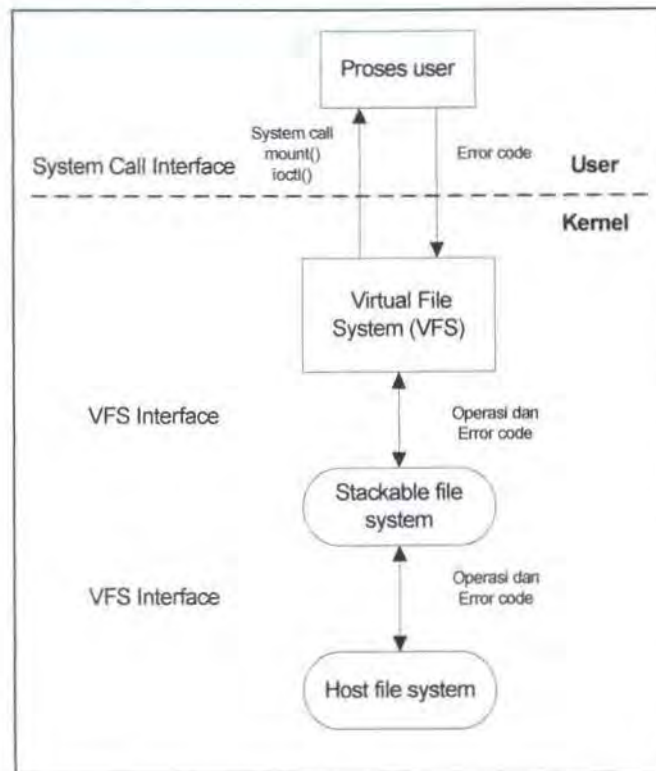 Proses user
System call
mount()
ioctl()
Error code
System Call Interface
User
Kernel
Virtual File
System (VFS)
VFS Interface
Operasi dan
Error code
Stackable file
system
VFS Interface
Operasi dan
Error code
Host file system